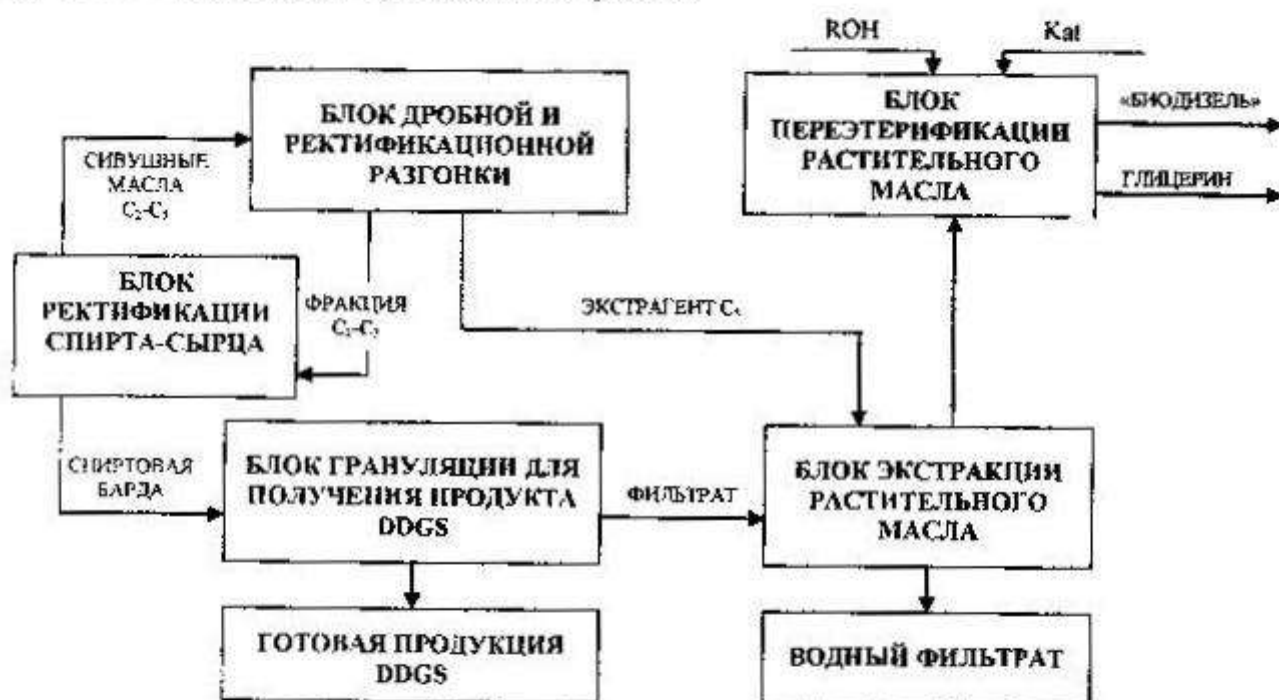 ROH
Kat
БЛОК ДРОБНОЙ И
РЕКТИФИКАЦИОННОЙ
РАЗГОНКИ
БЛОК
ПЕРЕЭТЕРИФИКАЦИИ
РАСТИТЕЛЬНОГО
МАСЛА
«БИОДИЗЕЛЬ»
ГЛИЦЕРИН
СИВУШНЫЕ
МАСЛА
C₂-C₅
БЛОК
РЕКТИФИКАЦИИ
СПИРТА-СЫРЦА
ФРАКЦИЯ
ЭКСТРАГЕНТ
СПИРТОВАЯ
БАРДА
БЛОК ГРАНУЛЯЦИИ ДЛЯ
ПОЛУЧЕНИЯ ПРОДУКТА
DDGS
ФИЛЬТРАТ
БЛОК ЭКСТРАКЦИИ
РАСТИТЕЛЬНОГО
МАСЛА
ГОТОВАЯ ПРОДУКЦИЯ
DDGS
ВОДНЫЙ ФИЛЬТРАТ